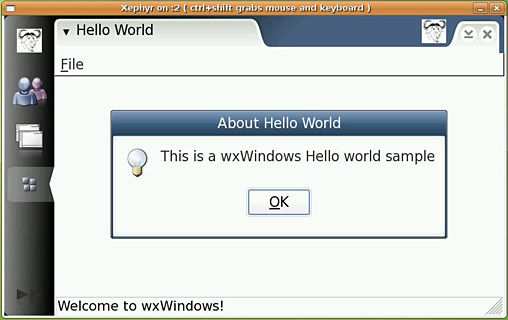 Xephyr on :2 ( ctrl+shift grabs mouse and keyboard )
Hello World
File
About Hello World
This is a wxWindows Hello world sample
OK
Welcome to wxWindows!